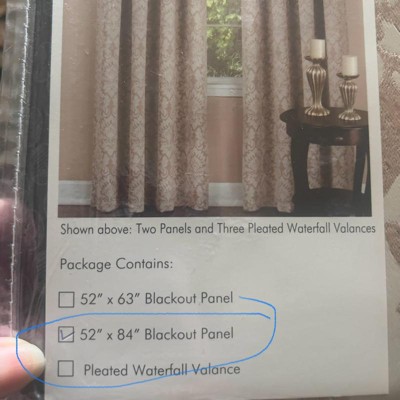 Shown above: Two Panels and Three Pleated Waterfall Valances
Package Contains:
52" x 63" Blackout Panel
52" x 84" Blackout Panel
Pleated Waterfall Valance